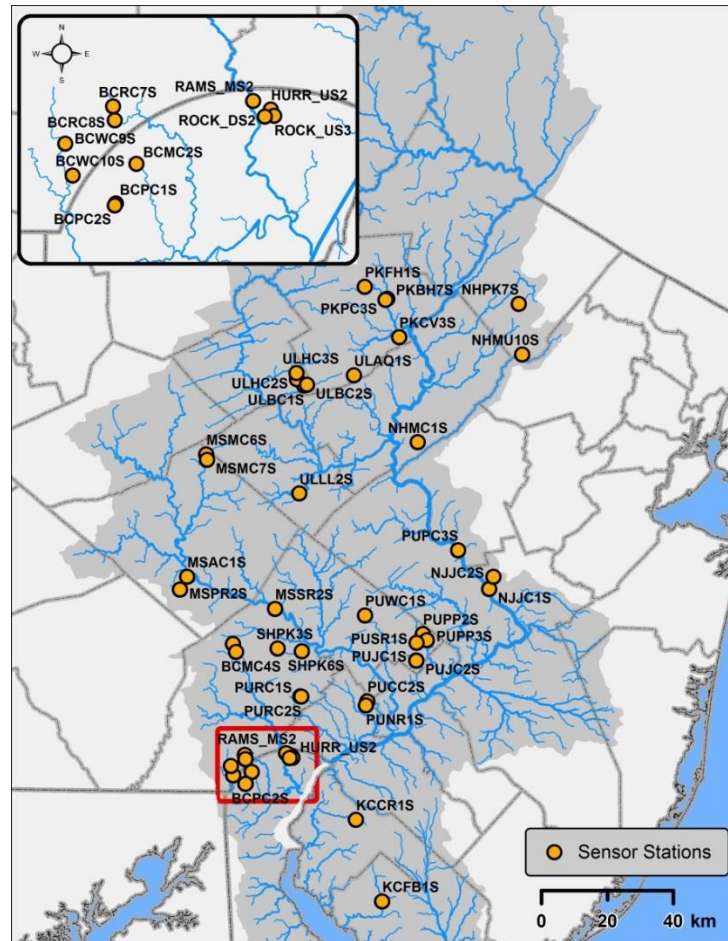 N
W E
S
RAMS_MS2
BCRC7S
HURR_US2
BCRC8S
ROCK_DS2
ROCK_US3
BCWC9S
BCMC2S
BCWC10S
BCPC1S
BCPC2S
PKFH1S
PKBH7S
NHPK7S
PKPC3S
PKCV3S
NHMU10S
ULHC3S
ULAQ1S
ULHC2S
ULBC2S
ULBC1S
NHMC1S
MSMC6S
MSMC7S
ULLL2S
PUPC3S
MSAC1S
NJJC2S
MSPR2S
NJJC1S
MSSR2S
PUWC1S
PUPP2S
SHPK3S
PUSR1S
PUPP3S
BCMC4S
SHPK6S
PUJC1S
PUJC2S
PURC1S
PUCC2S
PURC2S
PUNR1S
RAMS_MS2
HURR_US2
BCPC2S
KCCR1S
Sensor Stations
KCFB1S
0 20 40 km